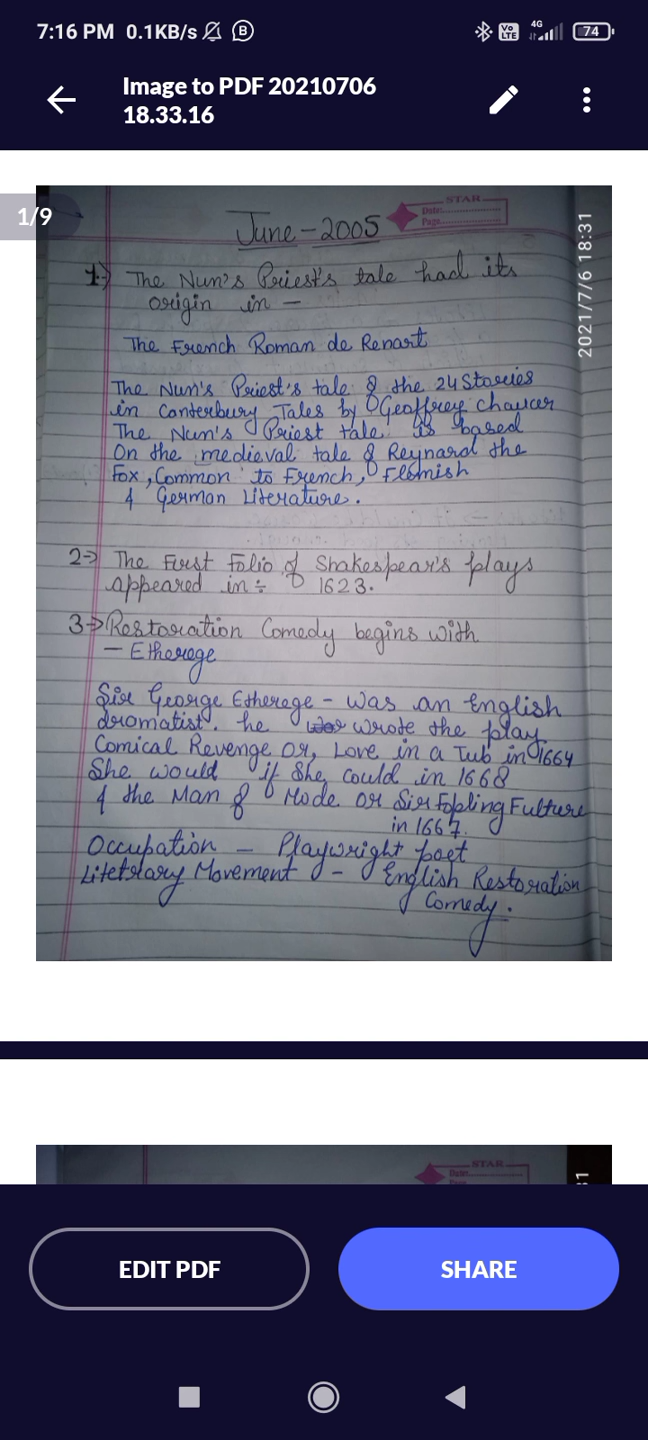 7:16 PM 0.1KB/s B Vo LTE 4G 74
Image to PDF 20210706
18.33.16
1/9
STAR
Date:
Page
June-2005
2021/7/6 18:31
1) The Nun's Priest's tale had its
origin in —
The French Roman de Renart
The Nun's Priest's tale of the 24 Stories
in Canterbury Tales by Geoffrey Chaucer
The Nun's Priest tale is based
On the medieval tale of Reynard the
Fox, Common to French, Flemish
& German Literature.
2→ The First Folio of Shakespear's plays
appeared in ÷ 1623.
3→ Restoration Comedy begins with
— Etherege
Sir George Etherege - was an English
dromatist. he was wrote the play
Comical Revenge Or, Love in a Tub in 1664
She would if She could in 1668
& the Man of Mode or Sir Fopling Fulture
in 1667.
Occupation — Playwright poet
Movement - English Restoration
Comedy.
STAR
Date:
EDIT PDF
SHARE